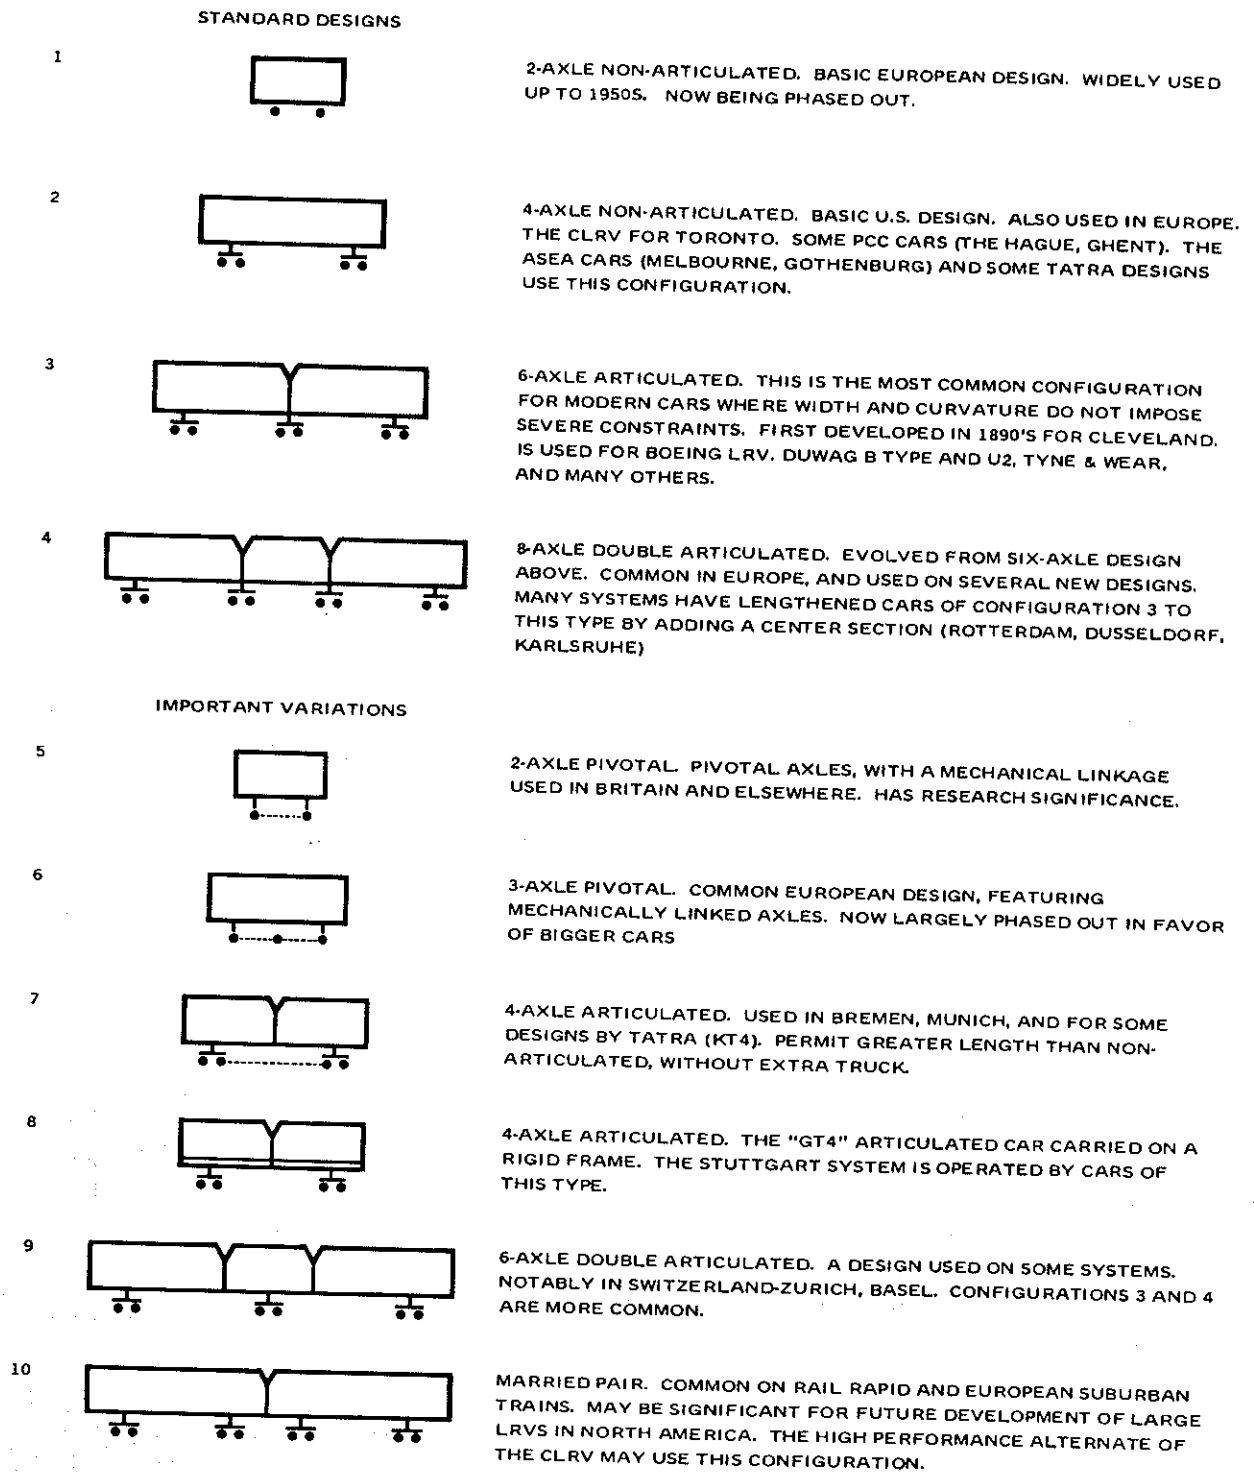 STANDARD DESIGNS
1
2-AXLE NON-ARTICULATED. BASIC EUROPEAN DESIGN. WIDELY USED
UP TO 1950S. NOW BEING PHASED OUT.
2
4-AXLE NON-ARTICULATED. BASIC U.S. DESIGN. ALSO USED IN EUROPE.
THE CLRV FOR TORONTO. SOME PCC CARS (THE HAGUE, GHENT). THE
ASEA CARS (MELBOURNE, GOTHENBURG) AND SOME TATRA DESIGNS
USE THIS CONFIGURATION.
3
6-AXLE ARTICULATED. THIS IS THE MOST COMMON CONFIGURATION
FOR MODERN CARS WHERE WIDTH AND CURVATURE DO NOT IMPOSE
SEVERE CONSTRAINTS. FIRST DEVELOPED IN 1890'S FOR CLEVELAND.
IS USED FOR BOEING LRV. DUWAG B TYPE AND U2, TYNE & WEAR,
AND MANY OTHERS.
4
8-AXLE DOUBLE ARTICULATED. EVOLVED FROM SIX-AXLE DESIGN
ABOVE. COMMON IN EUROPE, AND USED ON SEVERAL NEW DESIGNS.
MANY SYSTEMS HAVE LENGTHENED CARS OF CONFIGURATION 3 TO
THIS TYPE BY ADDING A CENTER SECTION (ROTTERDAM, DUSSELDORF,
KARLSRUHE)
IMPORTANT VARIATIONS
5
2-AXLE PIVOTAL. PIVOTAL AXLES, WITH A MECHANICAL LINKAGE
USED IN BRITAIN AND ELSEWHERE. HAS RESEARCH SIGNIFICANCE.
6
3-AXLE PIVOTAL. COMMON EUROPEAN DESIGN, FEATURING
MECHANICALLY LINKED AXLES. NOW LARGELY PHASED OUT IN FAVOR
OF BIGGER CARS
7
4-AXLE ARTICULATED. USED IN BREMEN, MUNICH, AND FOR SOME
DESIGNS BY TATRA (KT4). PERMIT GREATER LENGTH THAN NON-
ARTICULATED, WITHOUT EXTRA TRUCK.
8
4-AXLE ARTICULATED. THE "GT4" ARTICULATED CAR CARRIED ON A
RIGID FRAME. THE STUTTGART SYSTEM IS OPERATED BY CARS OF
THIS TYPE.
9
6-AXLE DOUBLE ARTICULATED. A DESIGN USED ON SOME SYSTEMS.
NOTABLY IN SWITZERLAND-ZURICH, BASEL. CONFIGURATIONS 3 AND 4
ARE MORE COMMON.
10
MARRIED PAIR. COMMON ON RAIL RAPID AND EUROPEAN SUBURBAN
TRAINS. MAY BE SIGNIFICANT FOR FUTURE DEVELOPMENT OF LARGE
LRVS IN NORTH AMERICA. THE HIGH PERFORMANCE ALTERNATE OF
THE CLRV MAY USE THIS CONFIGURATION.